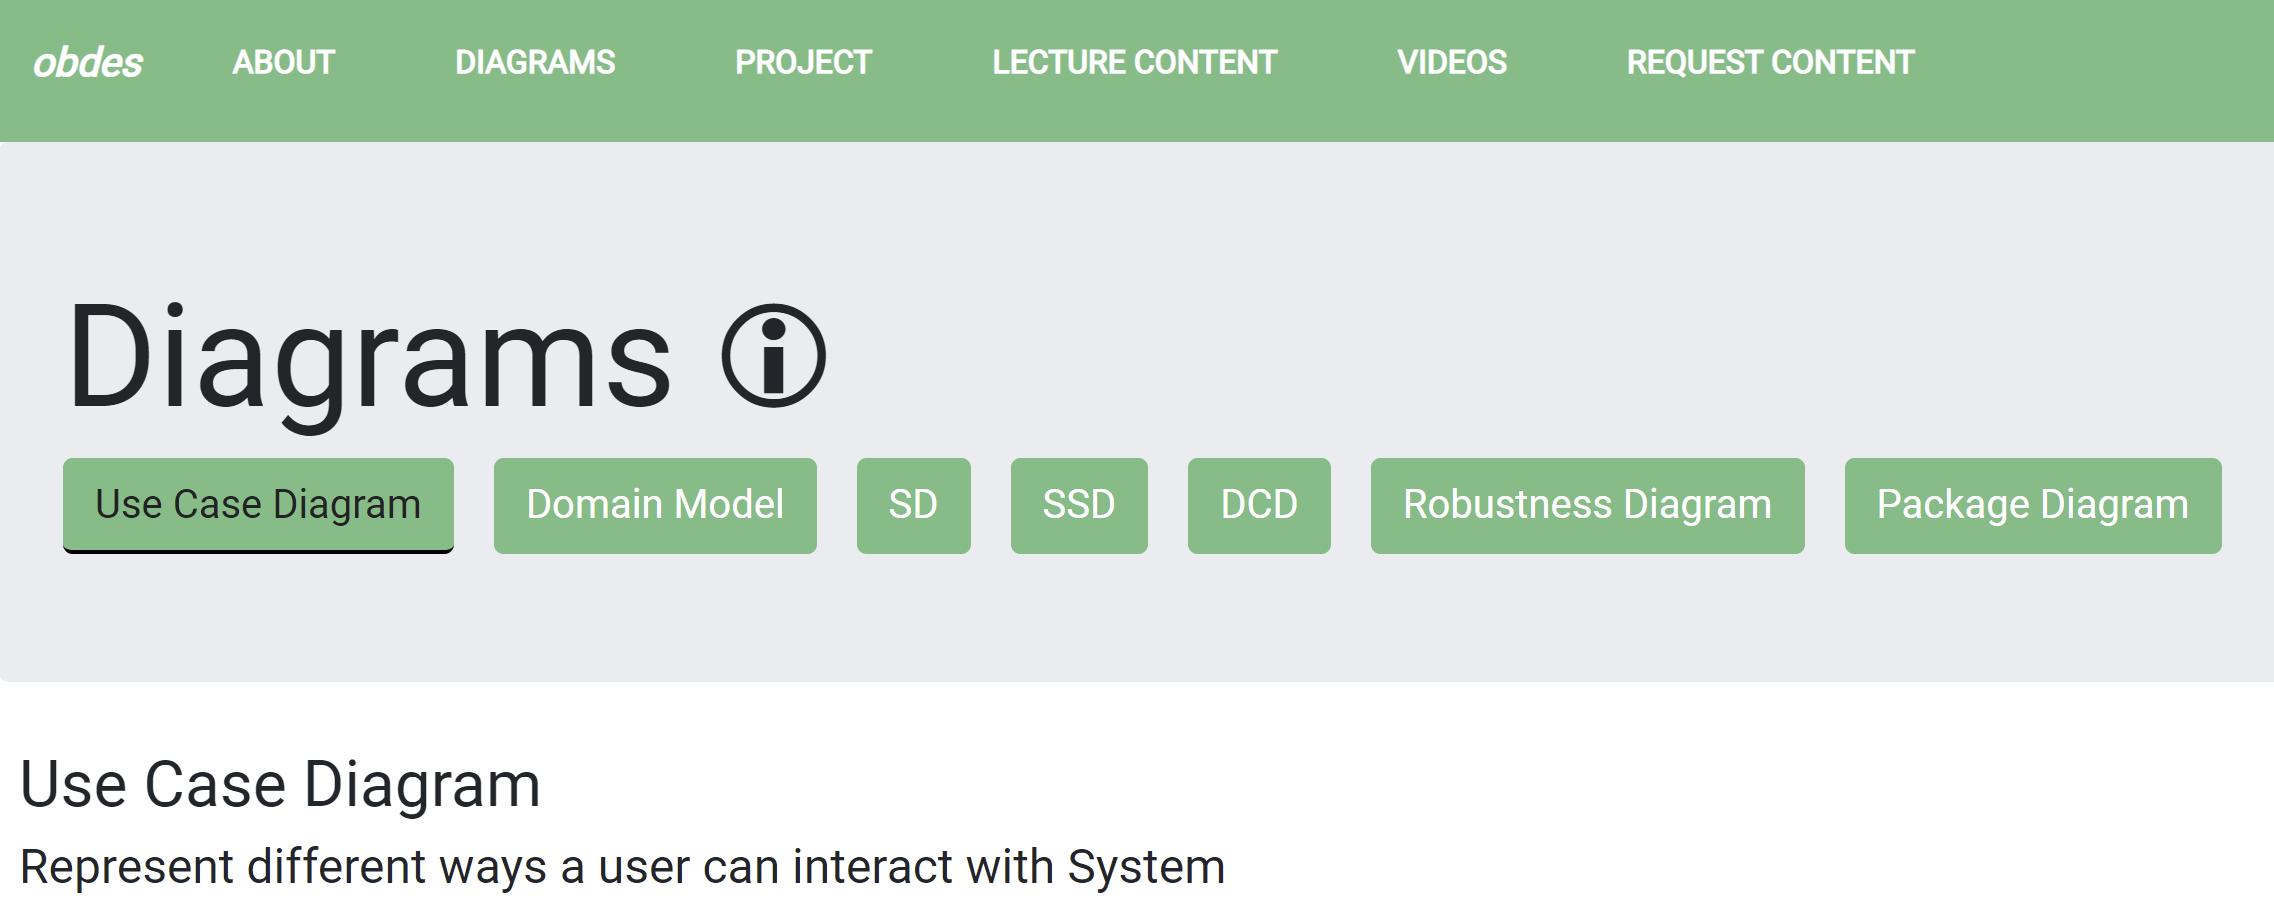 obdes ABOUT DIAGRAMS PROJECT LECTURE CONTENT VIDEOS REQUEST CONTENT
Diagrams
Use Case Diagram Domain Model SD SSD DCD Robustness Diagram Package Diagram
Use Case Diagram
Represent different ways a user can interact with System